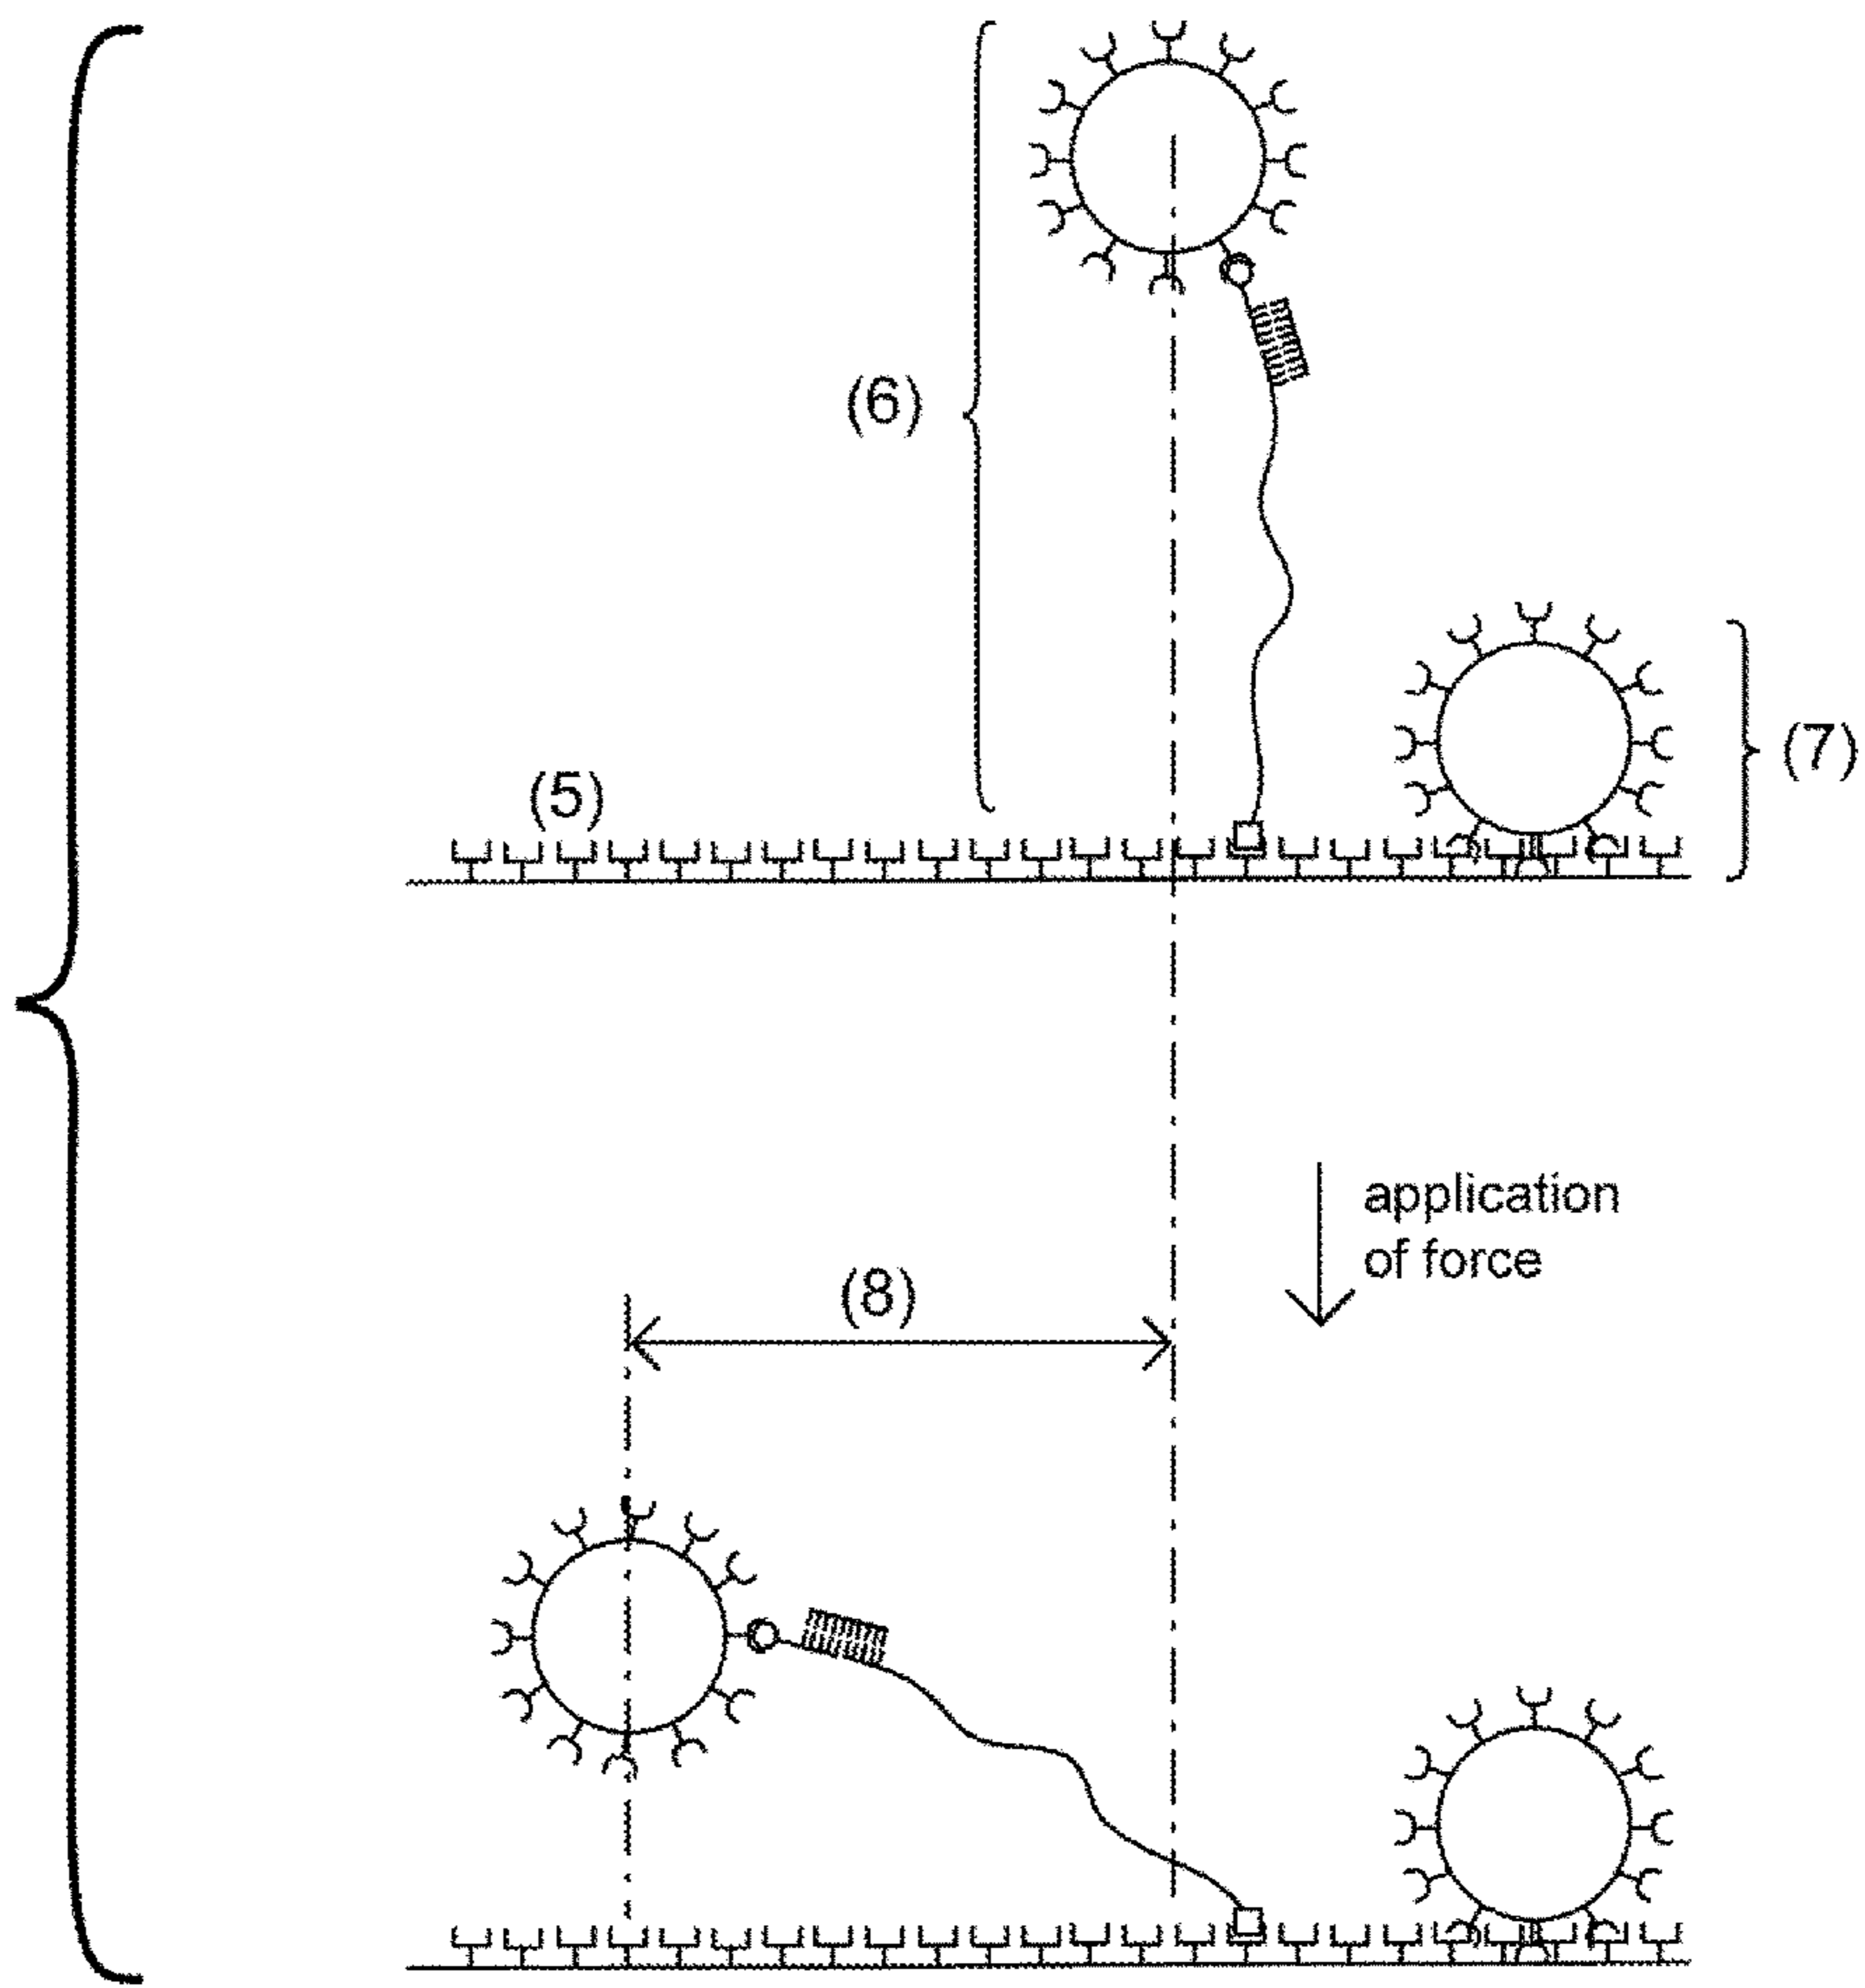 (6)
(7)
(5)
application
of force
(8)